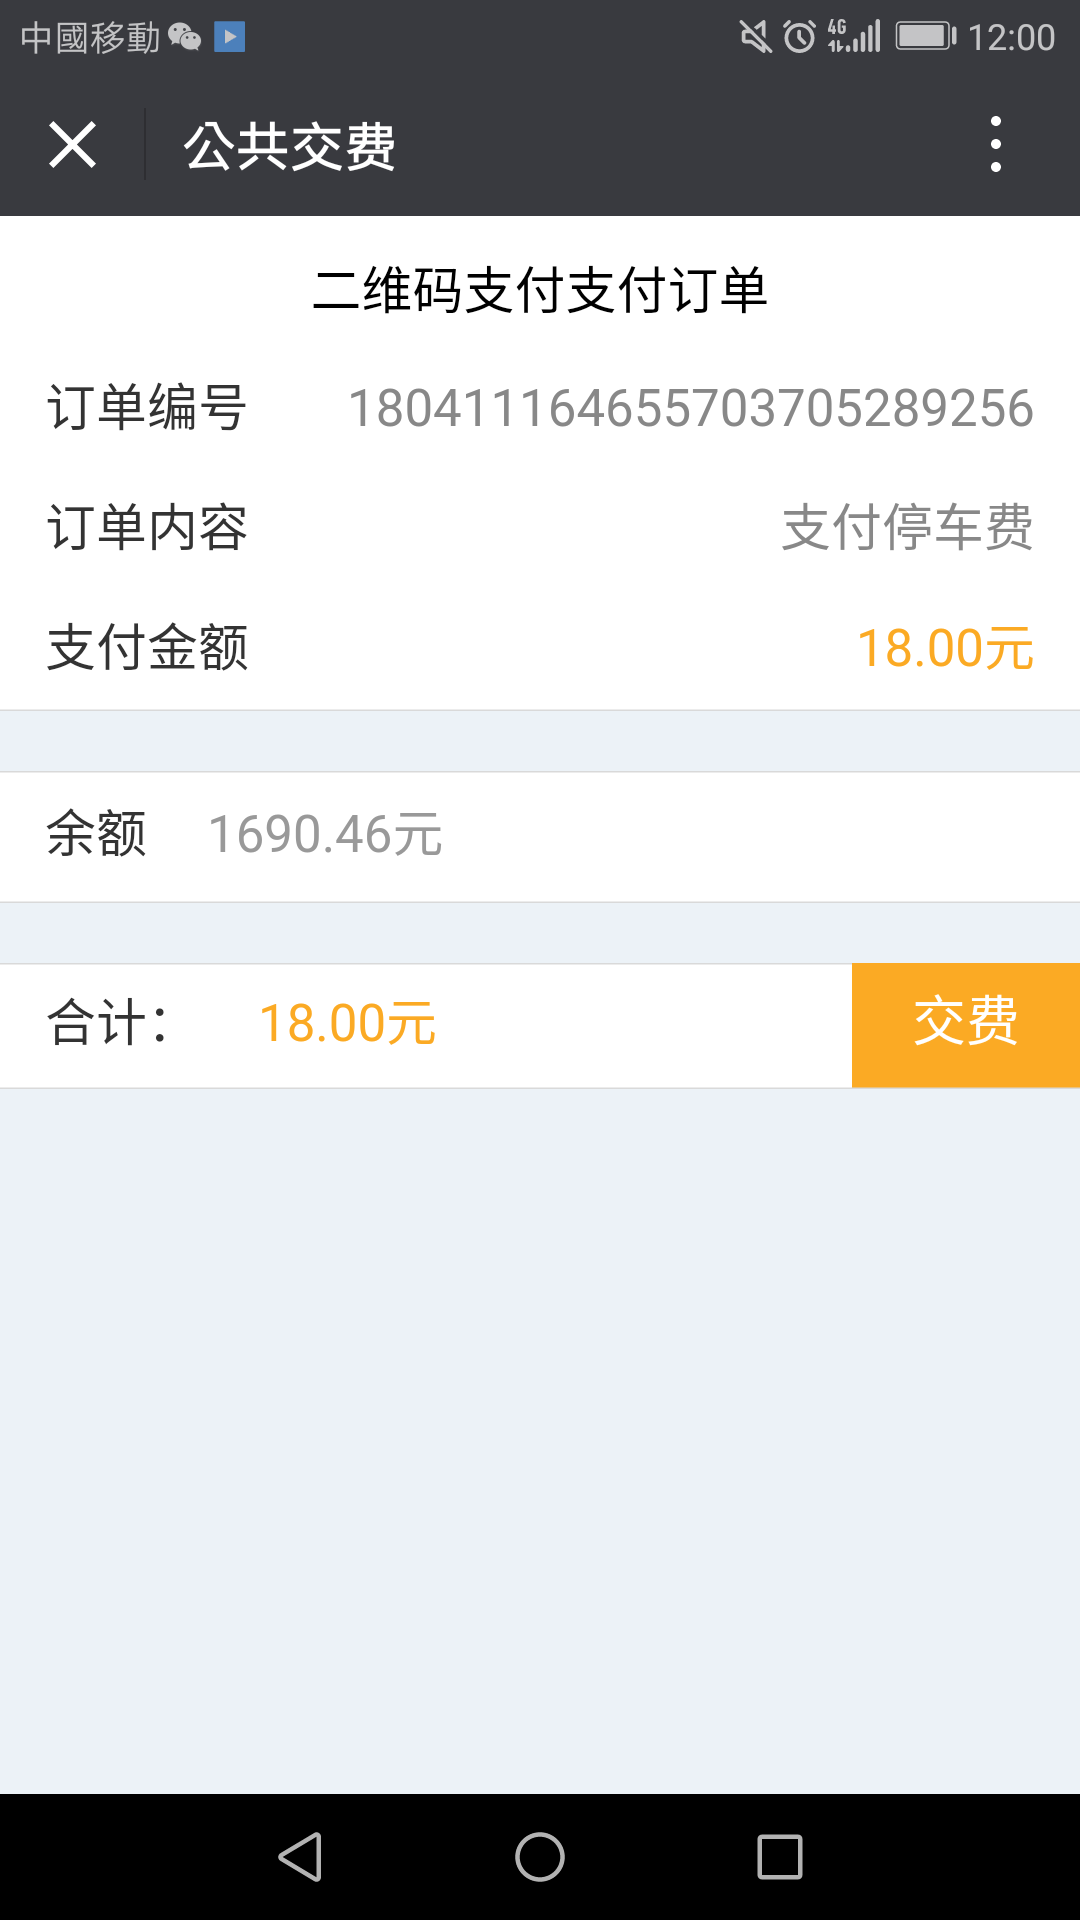 中國移動 4G 12:00
公共交费
二维码支付支付订单
订单编号 180411164655703705289256
订单内容 支付停车费
支付金额 18.00元
余额 1690.46元
合计： 18.00元 交费